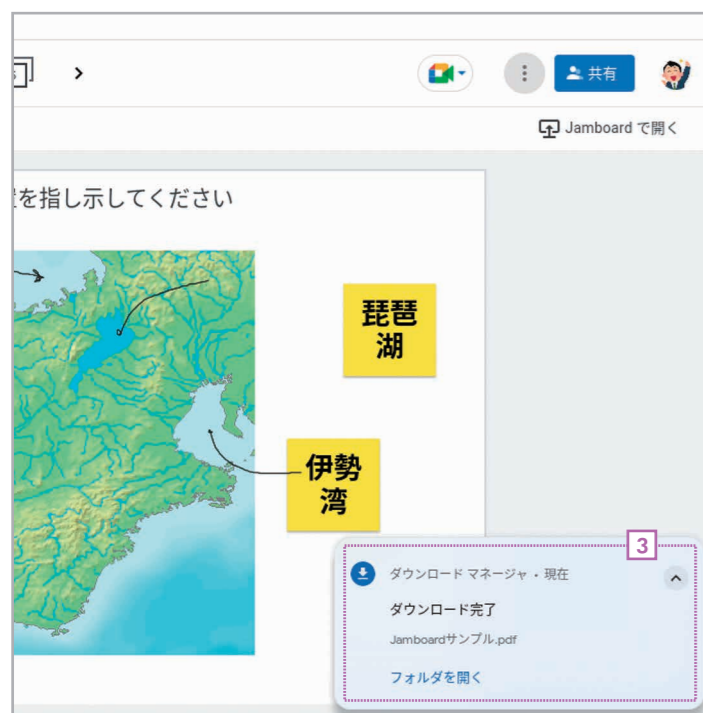 共有
Jamboard で開く
を指し示してください
琵琶
湖
伊勢
湾
3
ダウンロード マネージャ・現在
ダウンロード完了
Jamboardサンプル.pdf
フォルダを開く